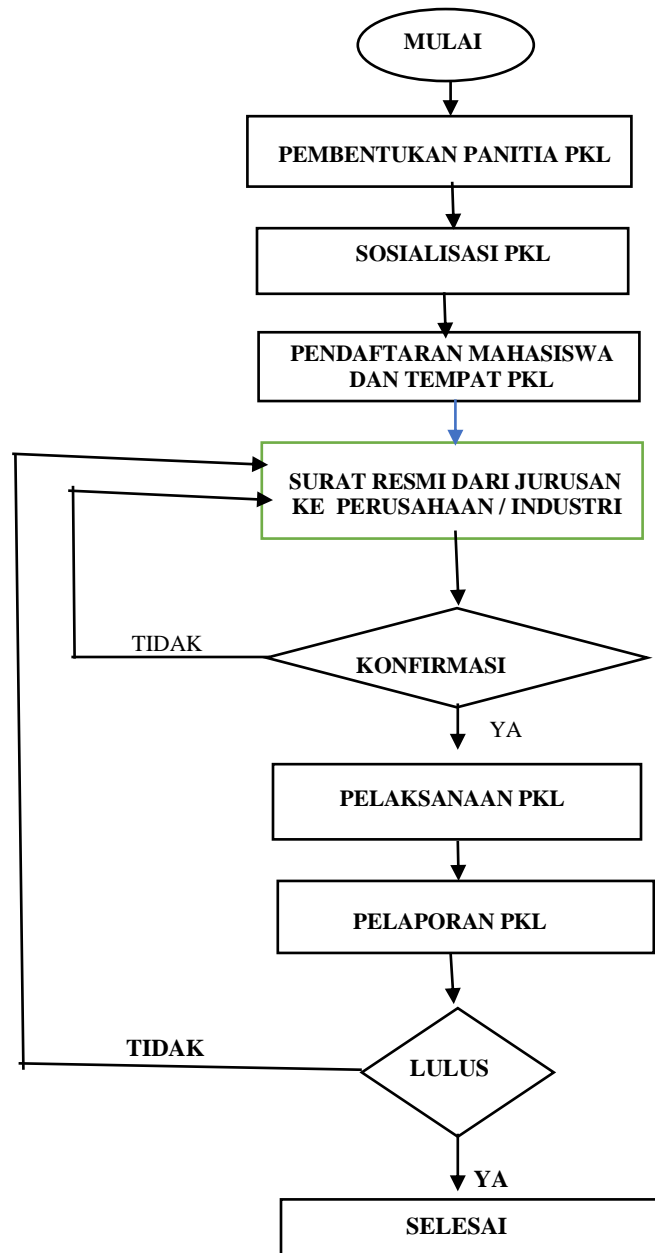 MULAI
PEMBENTUKAN PANITIA PKL
SOSIALISASI PKL
PENDAFTARAN MAHASISWA
DAN TEMPAT PKL
SURAT RESMI DARI JURUSAN
KE PERUSAHAAN / INDUSTRI
TIDAK
KONFIRMASI
YA
PELAKSANAAN PKL
PELAPORAN PKL
TIDAK
LULUS
YA
SELESAI